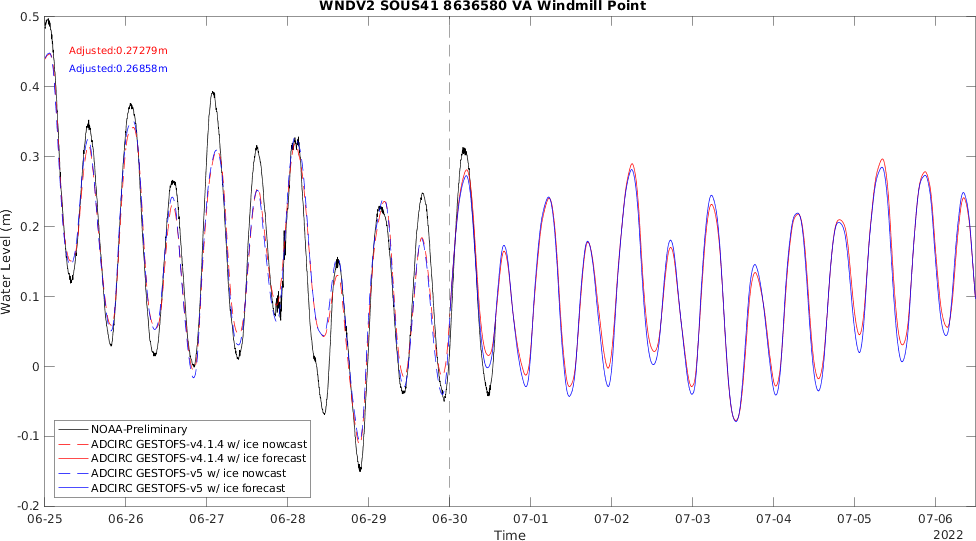 WNDV2 SOUS41 8636580 VA Windmill Point
Adjusted:0.27279m
Adjusted:0.26858m
0.5
0.4
0.3
0.2
0.1
0
-0.1
-0.2
Water Level (m)
NOAA-Preliminary
ADCIRC GESTOFS-v4.1.4 w/ ice nowcast
ADCIRC GESTOFS-v4.1.4 w/ ice forecast
ADCIRC GESTOFS-v5 w/ ice nowcast
ADCIRC GESTOFS-v5 w/ ice forecast
06-25 06-26 06-27 06-28 06-29 06-30 07-01 07-02 07-03 07-04 07-05 07-06
Time
2022